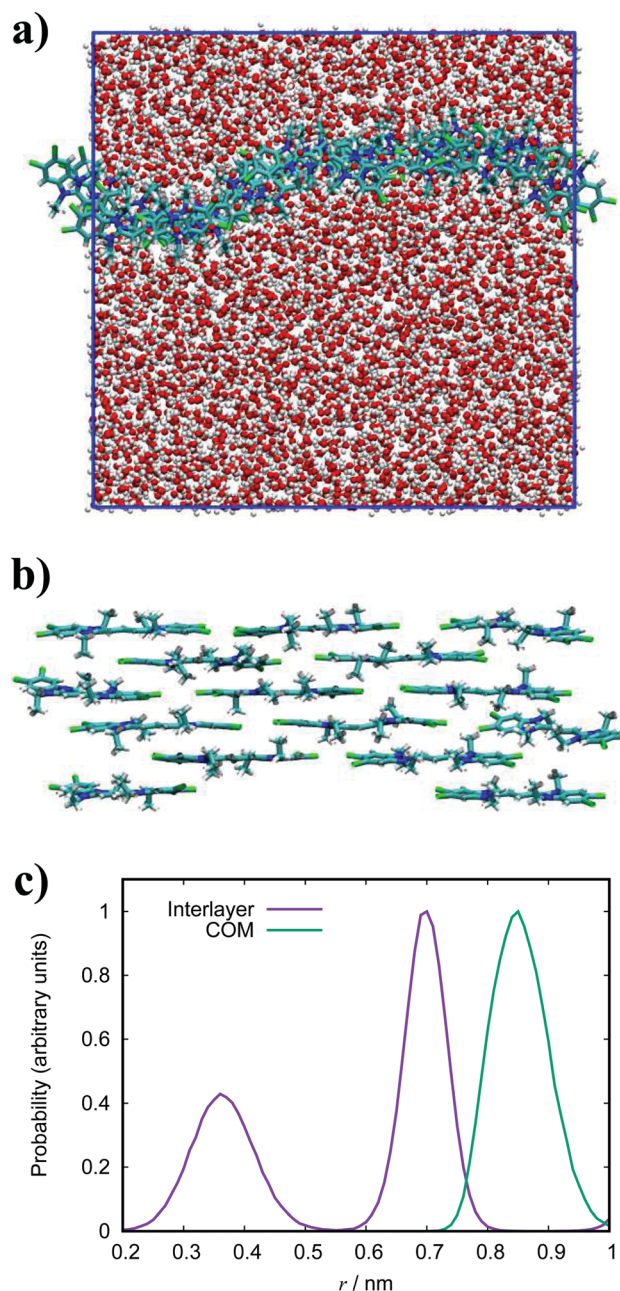 a)
b)
c)
Interlayer
COM
Probability (arbitrary units)
1
0.8
0.6
0.4
0.2
0
0.2 0.3 0.4 0.5 0.6 0.7 0.8 0.9 1
r / nm